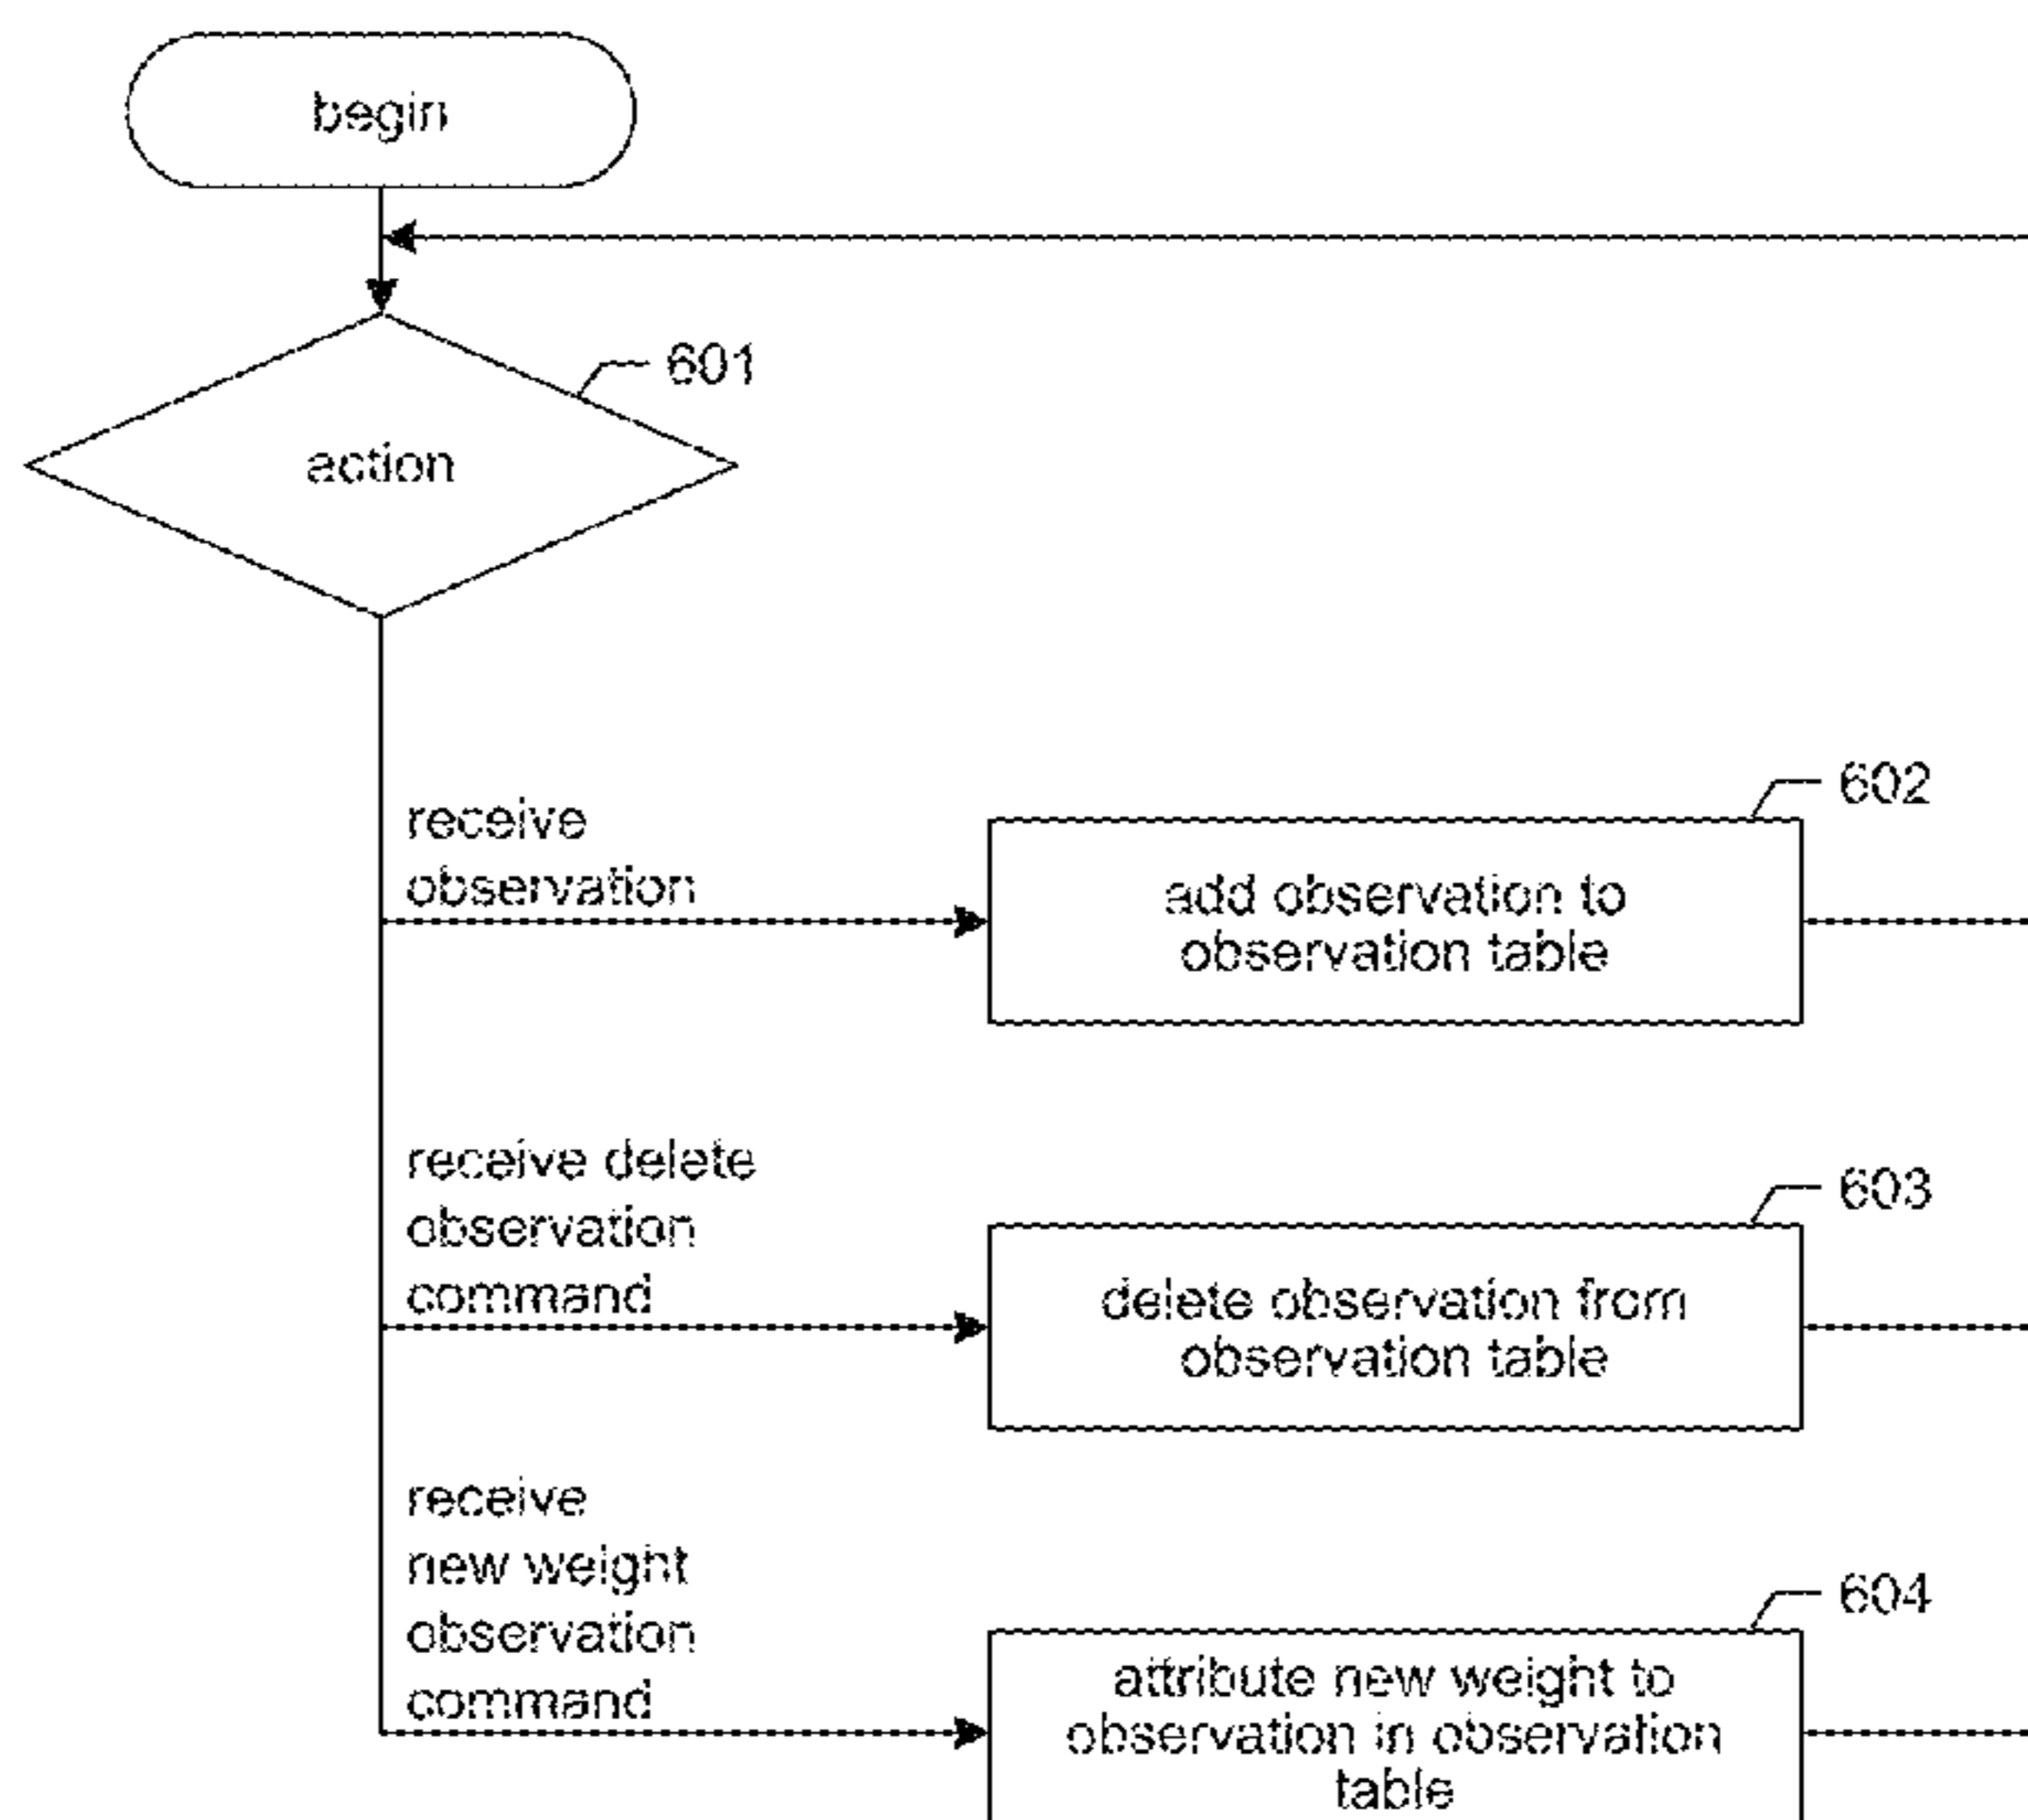 begin
601
action
receive
observation
602
add observation to
observation table
receive delete
observation
command
603
delete observation from
observation table
receive
new weight
observation
command
604
attribute new weight to
observation in observation
table